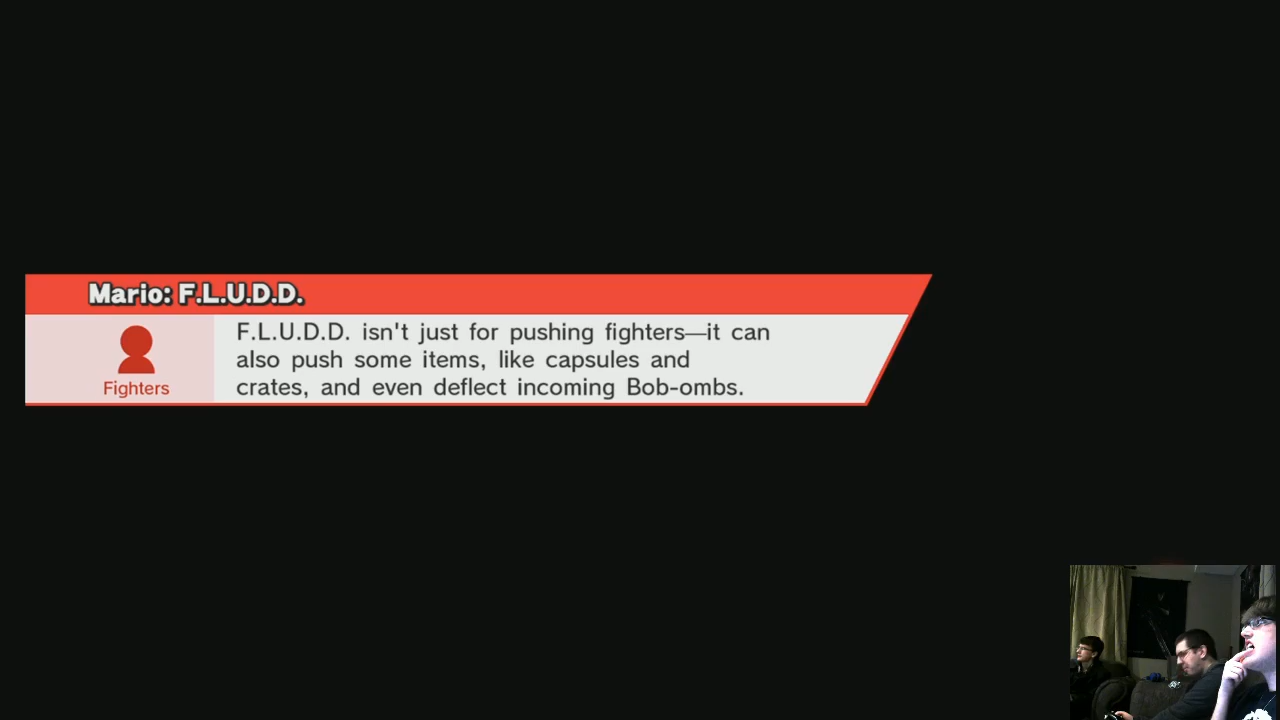 Mario: F.L.U.D.D.
Fighters
F.L.U.D.D. isn't just for pushing fighters—it can
also push some items, like capsules and
crates, and even deflect incoming Bob-ombs.